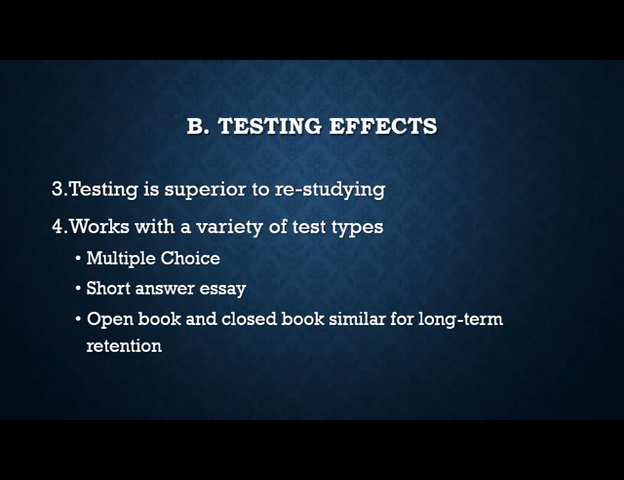 B. TESTING EFFECTS
3.Testing is superior to re-studying
4.Works with a variety of test types
• Multiple Choice
• Short answer essay
• Open book and closed book similar for long-term
retention